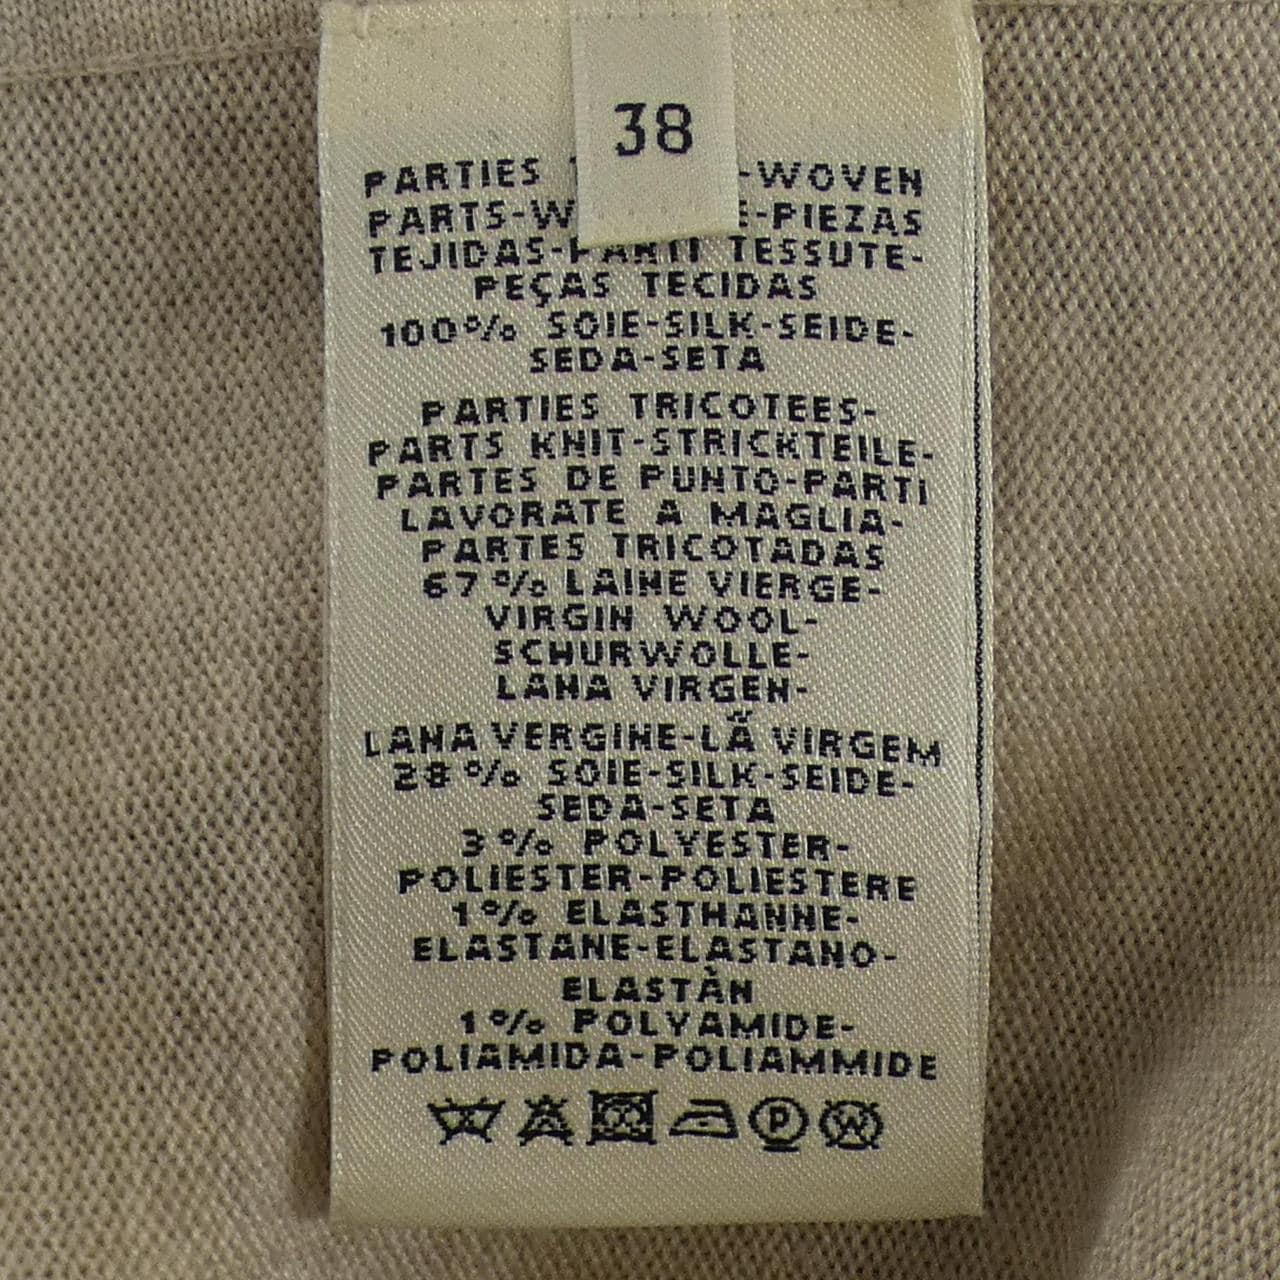 38
PARTIES -WOVEN
PARTS-W E-PIEZAS
TEJIDAS-PARTI TESSUTE-
PEÇAS TECIDAS
100% SOIE-SILK-SEIDE-
SEDA-SETA
PARTIES TRICOTEES-
PARTS KNIT-STRICKTEILE-
PARTES DE PUNTO-PARTI
LAVORATE A MAGLIA-
PARTES TRICOTADAS
67% LAINE VIERGE-
VIRGIN WOOL-
SCHURWOLLE-
LANA VIRGEN-
LANA VERGINE-LÃ VIRGEM
28% SOIE-SILK-SEIDE-
SEDA-SETA
3% POLYESTER-
POLIESTER-POLIESTERE
1% ELASTHANNE-
ELASTANE-ELASTANO-
ELASTÀN
1% POLYAMIDE-
POLIAMIDA-POLIAMMIDE
P W